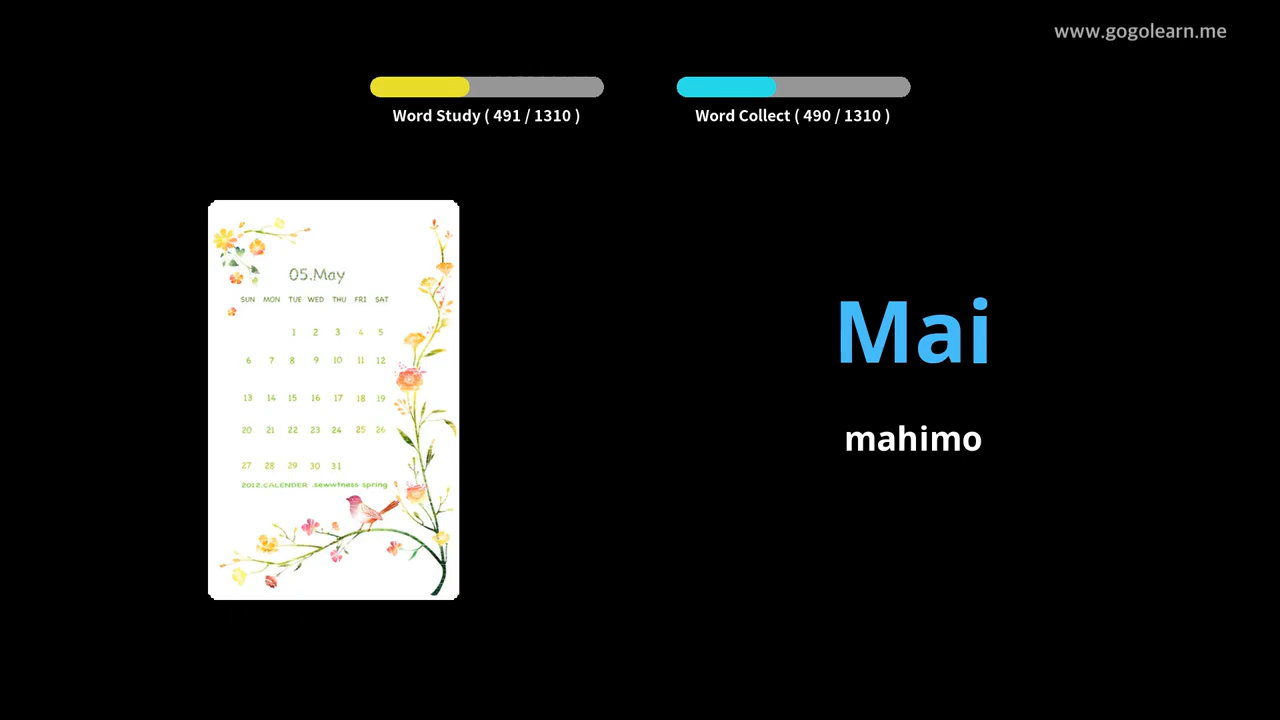 www.gogolearn.me
Word Study ( 491 / 1310 )
Word Collect ( 490 / 1310 )
05.May
SUN MON TUE WED THU FRI SAT
1 2 3 4 5
6 7 8 9 10 11 12
13 14 15 16 17 18 19
20 21 22 23 24 25 26
27 28 29 30 31
2012.CALENDER .sewwtness spring
Mai
mahimo